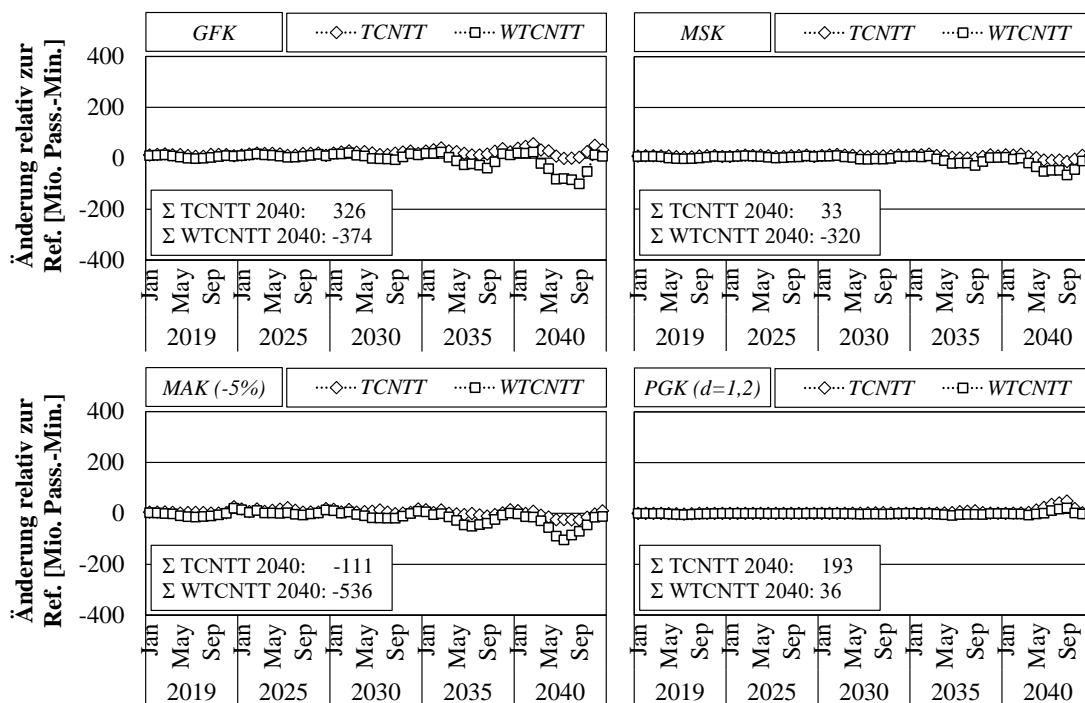 GFK
TCNTT WTCNTT
MSK
TCNTT WTCNTT
Änderung relativ zur
Ref. [Mio. Pass.-Min.]
400
200
0
-200
-400
Σ TCNTT 2040: 326
Σ WTCNTT 2040: -374
Σ TCNTT 2040: 33
Σ WTCNTT 2040: -320
Jan May Sep Jan May Sep Jan May Sep Jan May Sep Jan May Sep
2019 2025 2030 2035 2040
Jan May Sep Jan May Sep Jan May Sep Jan May Sep Jan May Sep
2019 2025 2030 2035 2040
MAK (-5%)
TCNTT WTCNTT
PGK (d=1,2)
TCNTT WTCNTT
Änderung relativ zur
Ref. [Mio. Pass.-Min.]
400
200
0
-200
-400
Σ TCNTT 2040: -111
Σ WTCNTT 2040: -536
Σ TCNTT 2040: 193
Σ WTCNTT 2040: 36
Jan May Sep Jan May Sep Jan May Sep Jan May Sep Jan May Sep
2019 2025 2030 2035 2040
Jan May Sep Jan May Sep Jan May Sep Jan May Sep Jan May Sep
2019 2025 2030 2035 2040